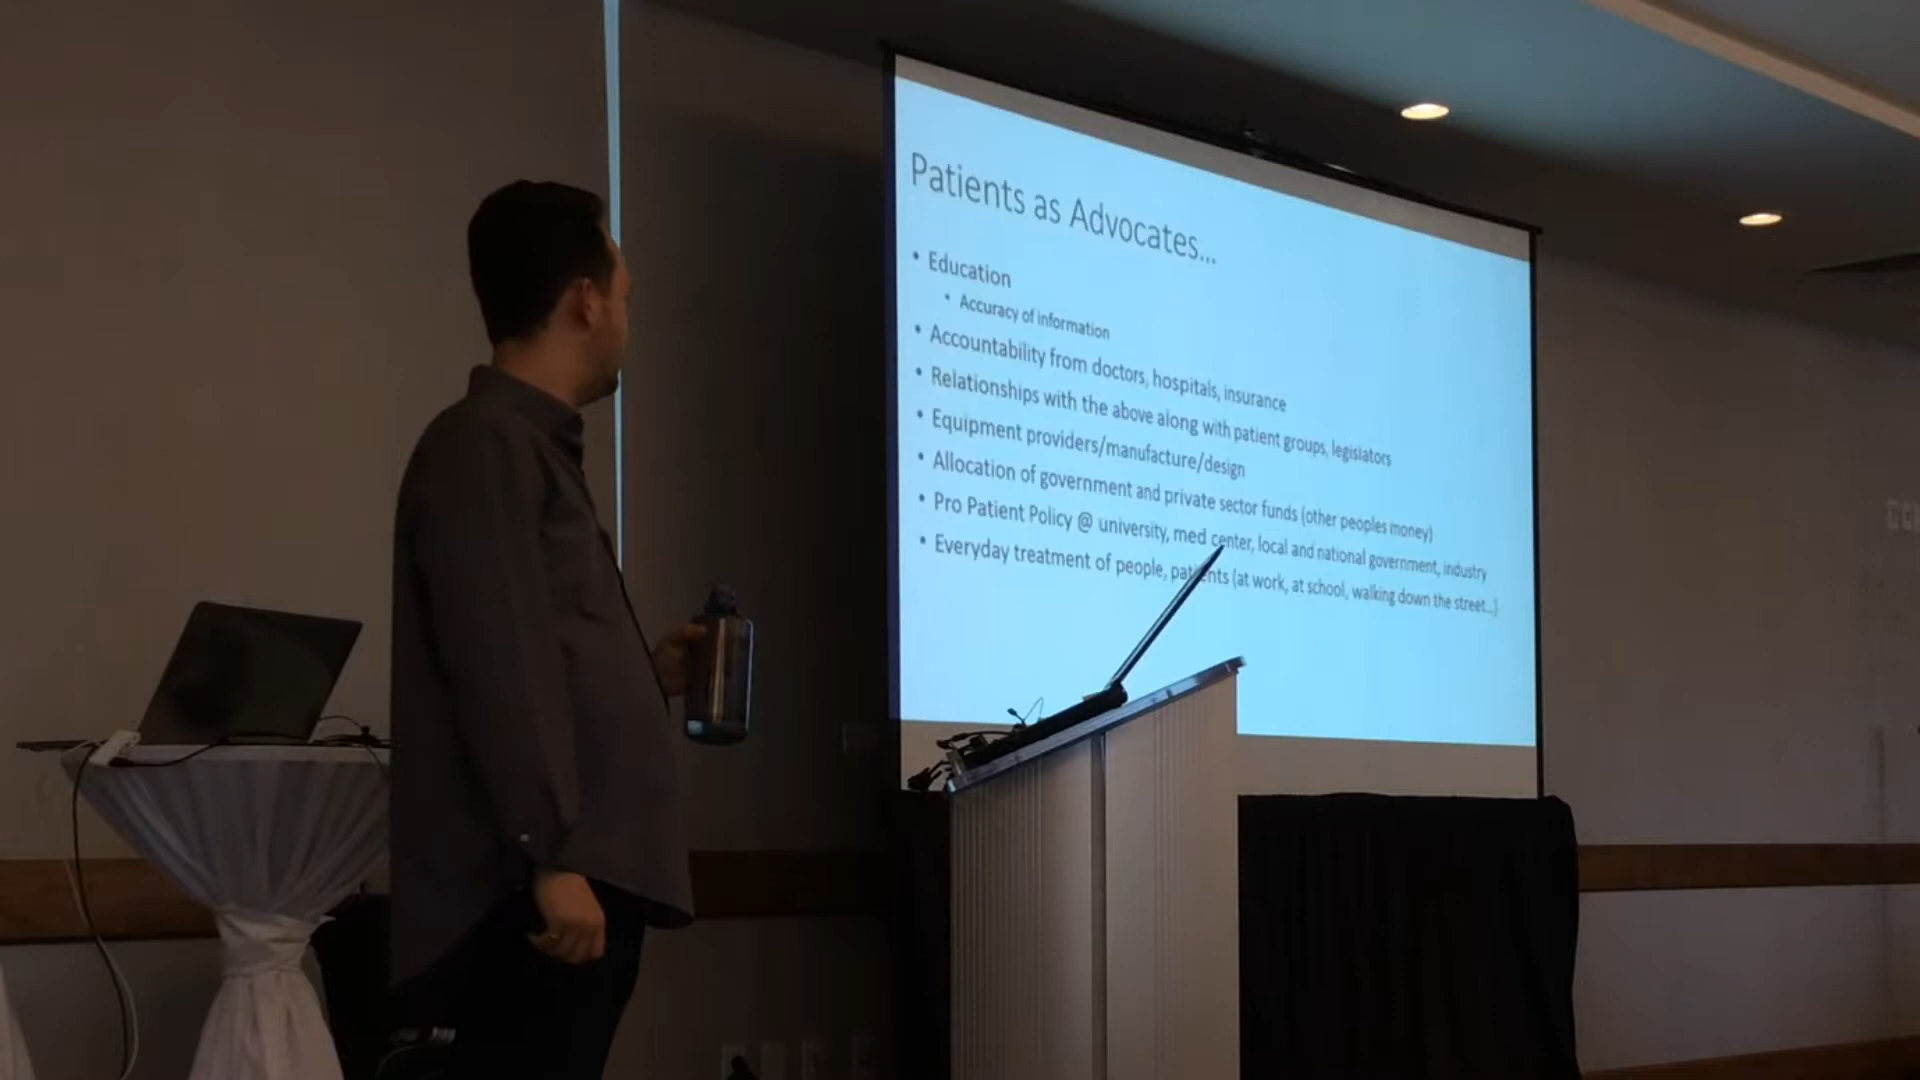 Patients as Advocates...
• Education
• Accuracy of information
• Accountability from doctors, hospitals, insurance
• Relationships with the above along with patient groups, legislators
• Equipment providers/manufacture/design
• Allocation of government and private sector funds (other peoples money)
• Pro Patient Policy @ university, med center, local and national government, industry
• Everyday treatment of people, patients (at work, at school, walking down the street...)